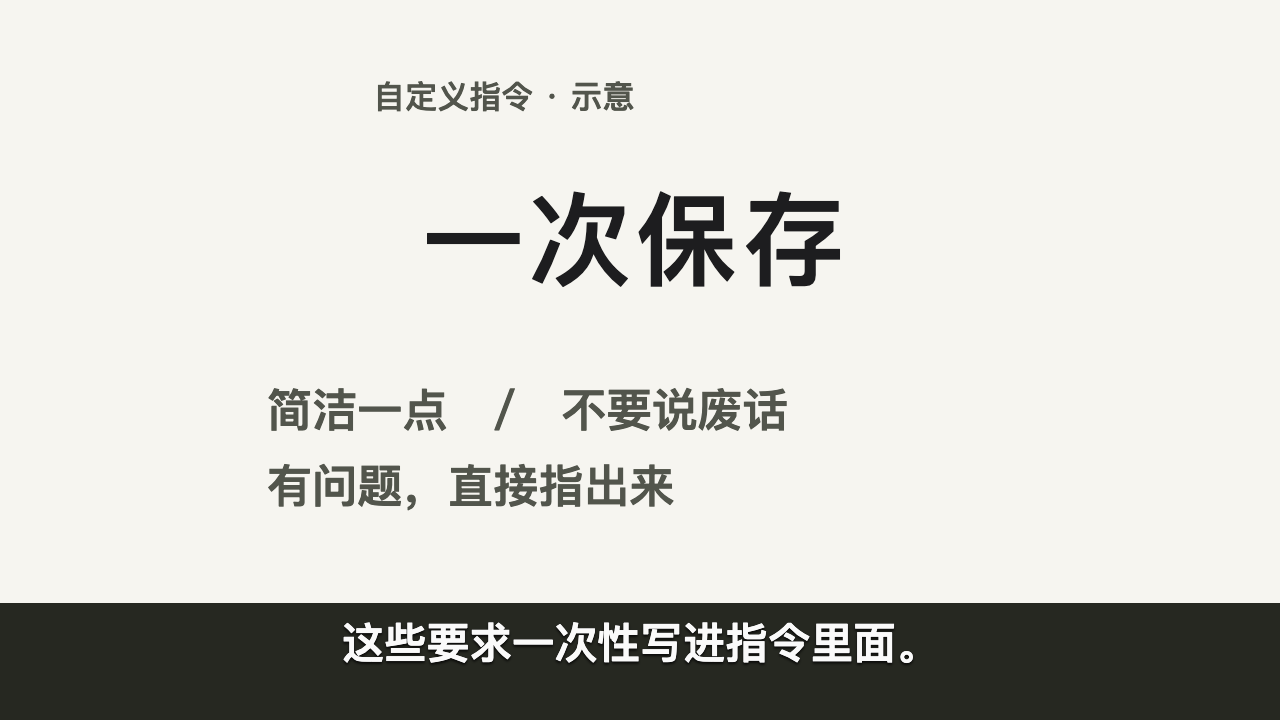 自定义指令 · 示意
一次保存
简洁一点 / 不要说废话
有问题，直接指出来
这些要求一次性写进指令里面。